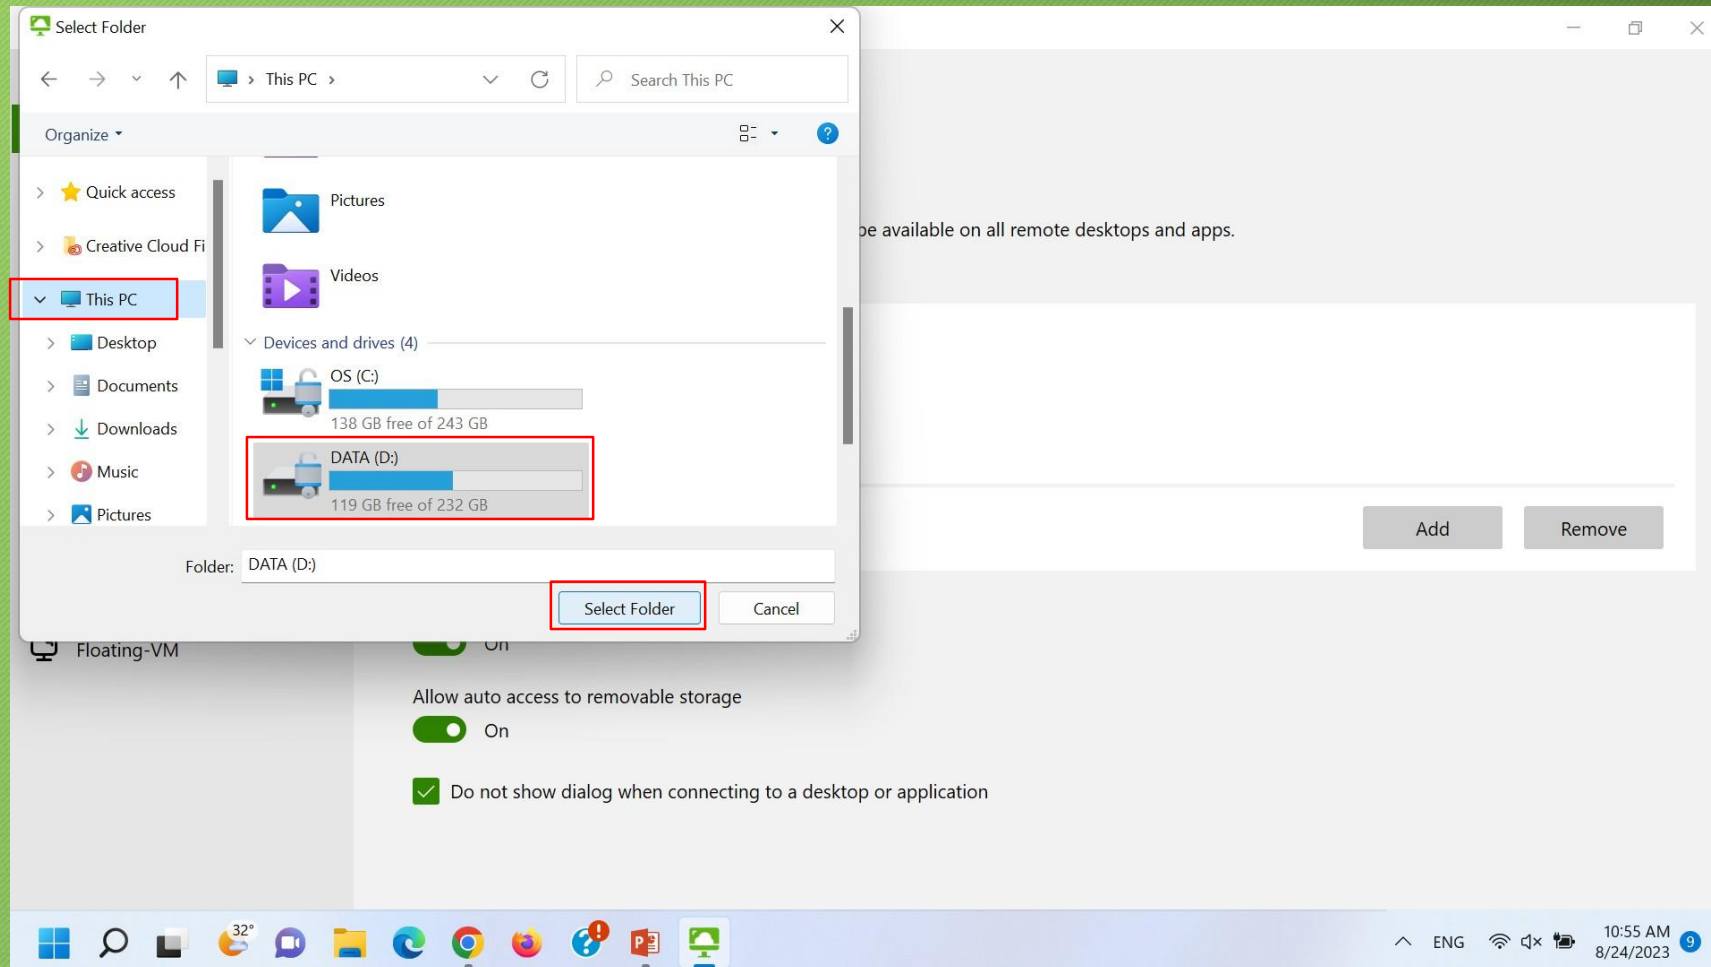 Select Folder
This PC
Search This PC
Organize
Quick access
Creative Cloud Fi
This PC
Desktop
Documents
Downloads
Music
Pictures
Pictures
Videos
Devices and drives (4)
OS (C:)
138 GB free of 243 GB
DATA (D:)
119 GB free of 232 GB
Folder: DATA (D:)
Select Folder
Cancel
be available on all remote desktops and apps.
Add
Remove
Floating-VM
On
Allow auto access to removable storage
On
Do not show dialog when connecting to a desktop or application
32°
ENG
10:55 AM
8/24/2023
9